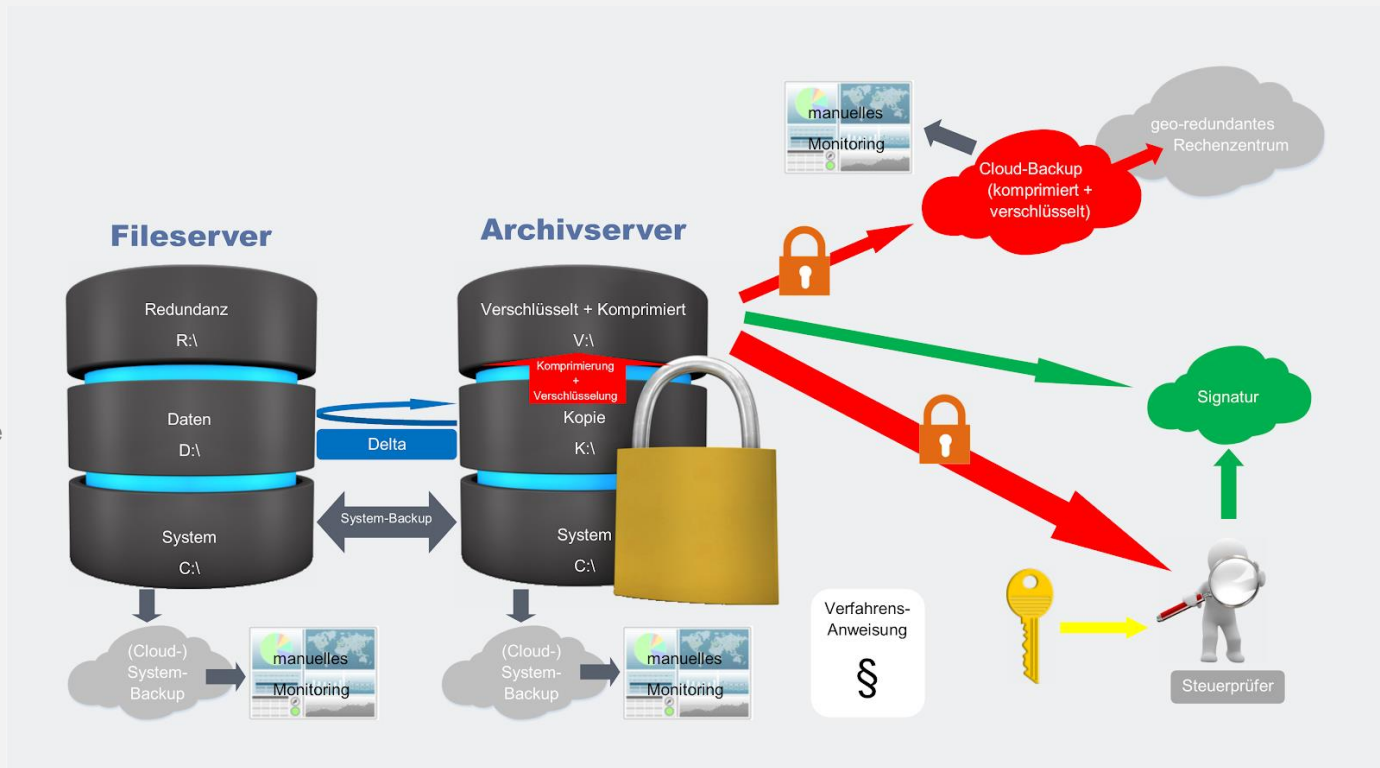 manuelles
Monitoring
geo-redundantes
Rechenzentrum
Cloud-Backup
(komprimiert +
verschlüsselt)
Fileserver
Archivserver
Redundanz
R:\
Verschlüsselt + Komprimiert
V:\
Komprimierung
+
Verschlüsselung
Daten
D:\
Delta
Kopie
K:\
Signatur
System-Backup
System
C:\
System
C:\
Verfahrens-
Anweisung
§
(Cloud-)
System-
Backup
manuelles
Monitoring
(Cloud-)
System-
Backup
manuelles
Monitoring
Steuerprüfer